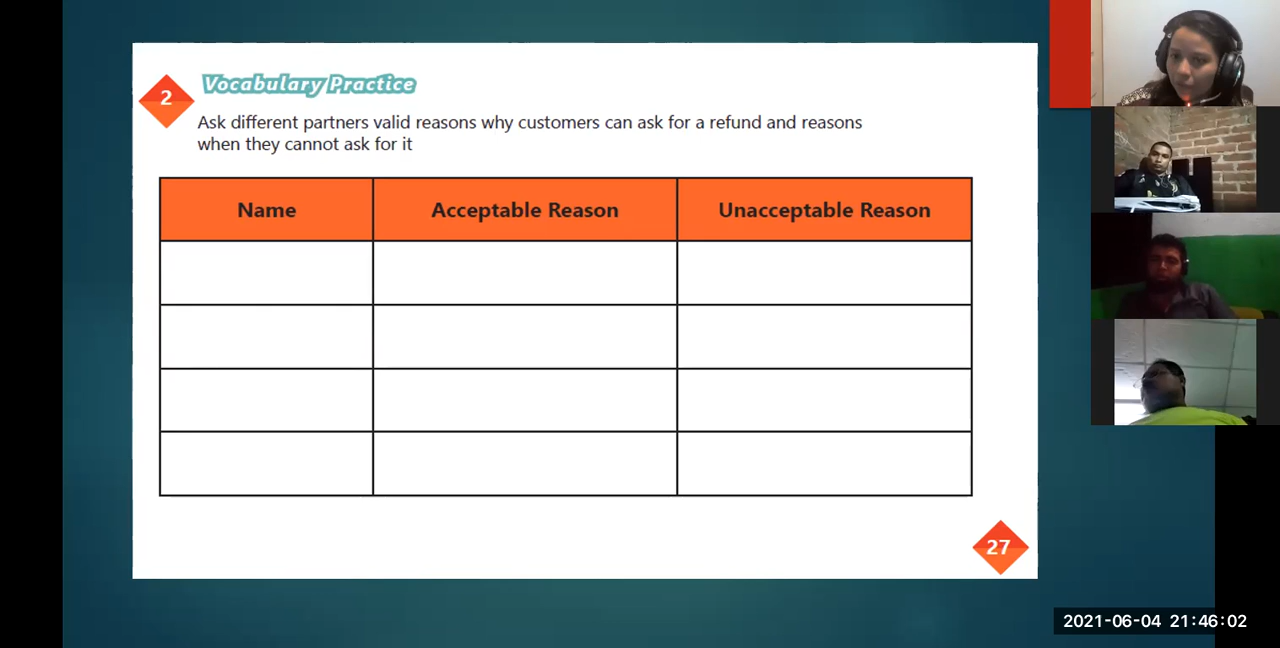 2
Vocabulary Practice
Ask different partners valid reasons why customers can ask for a refund and reasons
when they cannot ask for it
Name Acceptable Reason Unacceptable Reason
27
2021-06-04 21:46:02